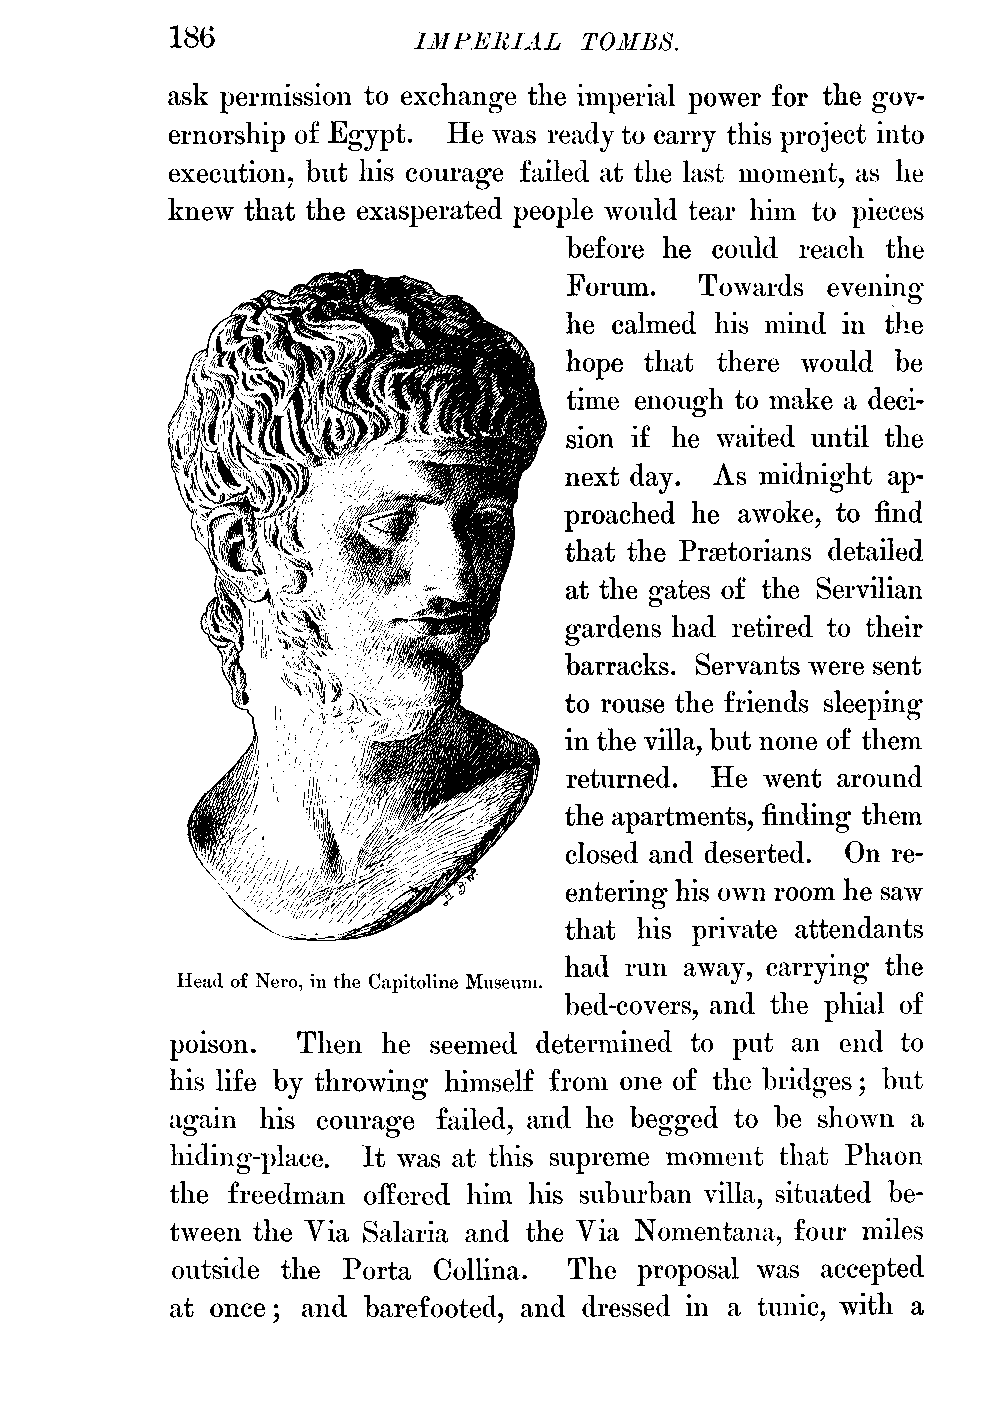 186 IMPERIAL TOMBS.
ask permission to exchange the imperial power for the gov-
ernorship of Egypt. He was ready to carry this project into
execution, but his courage failed at the last moment, as he
knew that the exasperated people would tear him to pieces
before he could reach the
Forum. Towards evening
he calmed his mind in the
hope that there would be
time enough to make a deci-
sion if he waited until the
next day. As midnight ap-
proached he awoke, to find
that the Prætorians detailed
at the gates of the Servilian
gardens had retired to their
barracks. Servants were sent
to rouse the friends sleeping
in the villa, but none of them
returned. He went around
the apartments, finding them
closed and deserted. On re-
entering his own room he saw
that his private attendants
had run away, carrying the
bed-covers, and the phial of
Head of Nero, in the Capitoline Museum.
poison. Then he seemed determined to put an end to
his life by throwing himself from one of the bridges; but
again his courage failed, and he begged to be shown a
hiding-place. It was at this supreme moment that Phaon
the freedman offered him his suburban villa, situated be-
tween the Via Salaria and the Via Nomentana, four miles
outside the Porta Collina. The proposal was accepted
at once; and barefooted, and dressed in a tunic, with a